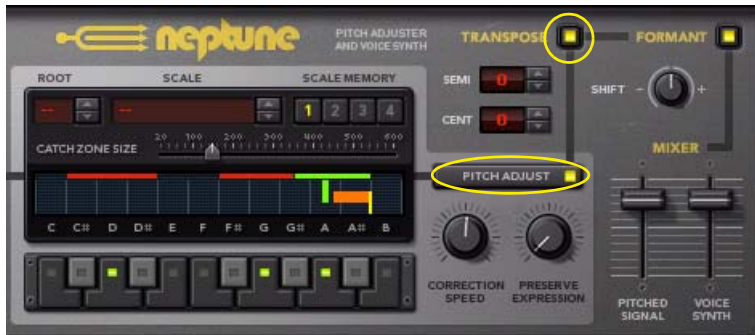 neptune
PITCH ADJUSTER
AND VOICE SYNTH
TRANSPOSE
FORMANT
ROOT
SCALE
SCALE MEMORY
SEMI
0
SHIFT
-
+
--
--
1
2
3
4
CENT
0
CATCH ZONE SIZE
20 100 200 300 400 500 600
MIXER
PITCH ADJUST
C C# D D# E F F# G G# A A# B
CORRECTION
SPEED
PRESERVE
EXPRESSION
PITCHED
SIGNAL
VOICE
SYNTH